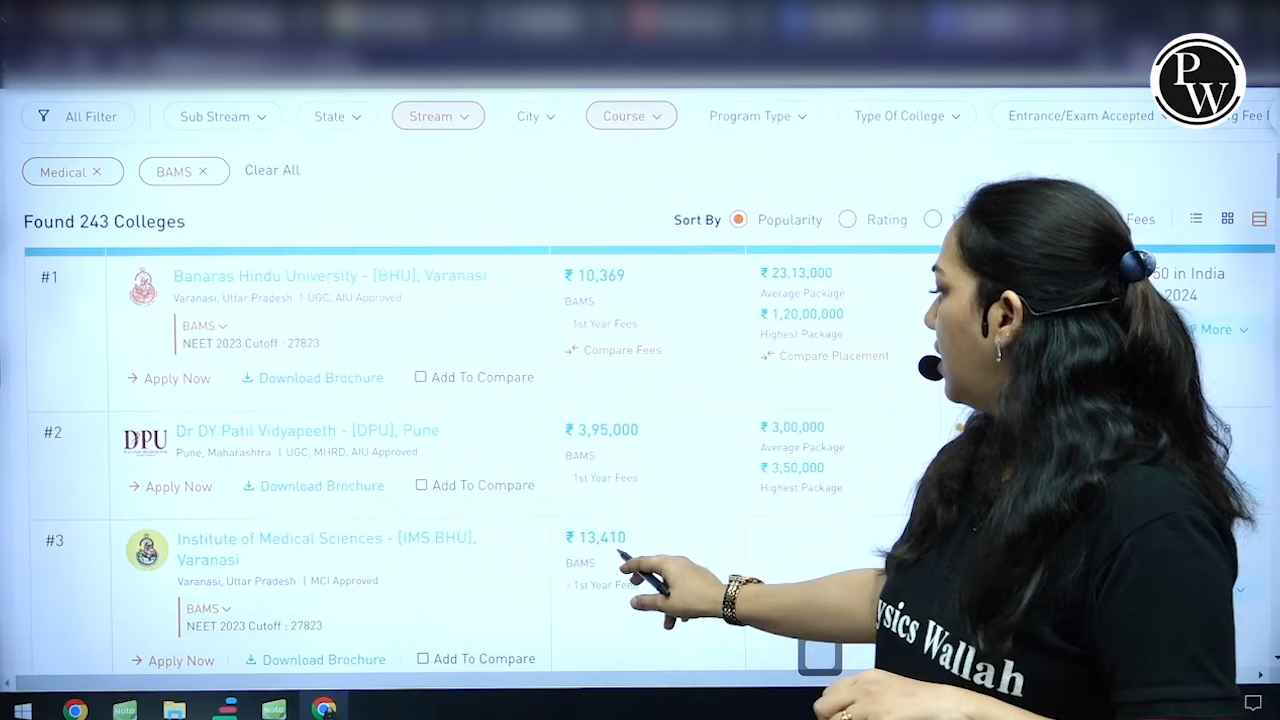 PW
All Filter
Sub Stream
State
Stream
City
Course
Program Type
Type Of College
Entrance/Exam Accepted
g Fee
Medical ×
BAMS ×
Clear All
Found 243 Colleges
Sort By
Popularity
Rating
Fees
#1
Banaras Hindu University - [BHU], Varanasi
Varanasi, Uttar Pradesh | UGC, AIU Approved
BAMS
NEET 2023 Cutoff : 27823
→ Apply Now
Download Brochure
Add To Compare
₹ 10,369
BAMS
- 1st Year Fees
Compare Fees
₹ 23,13,000
Average Package
₹ 1,20,00,000
Highest Package
Compare Placement
50 in India
2024
More
#2
DPU
Dr DY Patil Vidyapeeth - [DPU], Pune
Pune, Maharashtra | UGC, MHRD, AIU Approved
→ Apply Now
Download Brochure
Add To Compare
₹ 3,95,000
BAMS
- 1st Year Fees
₹ 3,00,000
Average Package
₹ 3,50,000
Highest Package
#3
Institute of Medical Sciences - [IMS BHU],
Varanasi
Varanasi, Uttar Pradesh | MCI Approved
BAMS
NEET 2023 Cutoff : 27823
→ Apply Now
Download Brochure
Add To Compare
₹ 13,410
BAMS
- 1st Year Fees
ysics Wallah
Note
Note